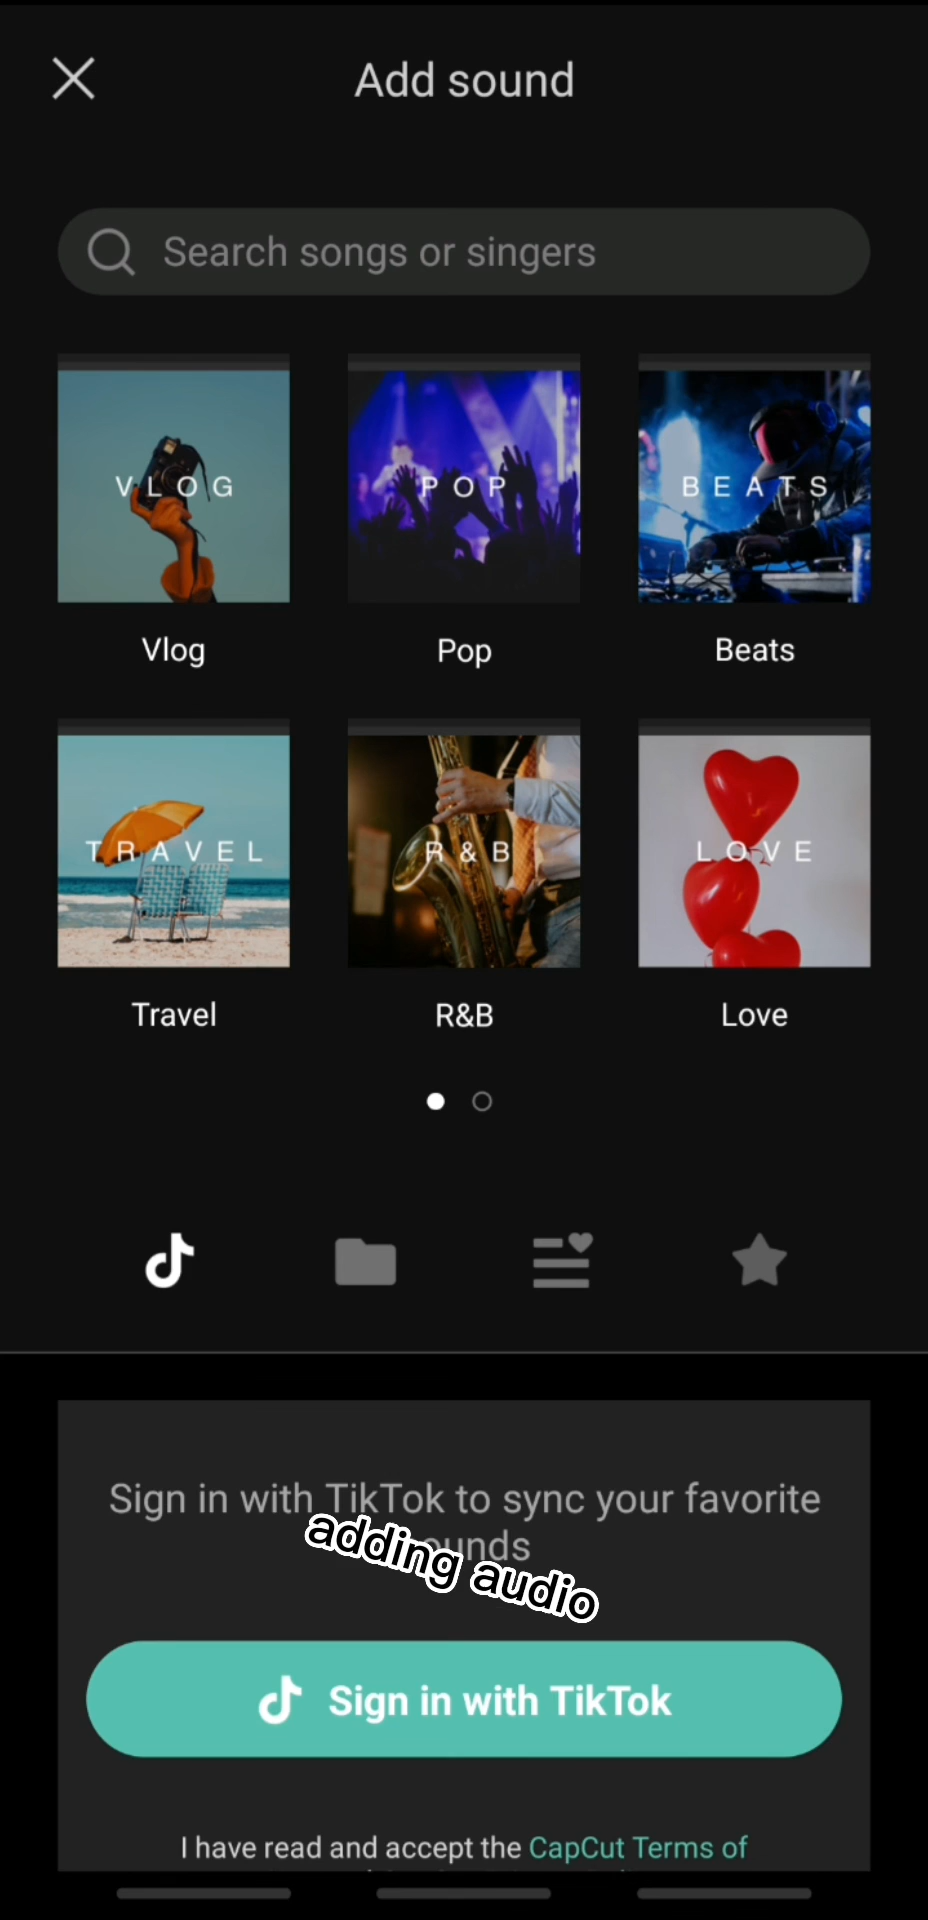 Add sound
Search songs or singers
VLOG
POP
BEATS
Vlog
Pop
Beats
TRAVEL
R&B
LOVE
Travel
R&B
Love
Sign in with TikTok to sync your favorite
adding audio
Sign in with TikTok
I have read and accept the CapCut Terms of